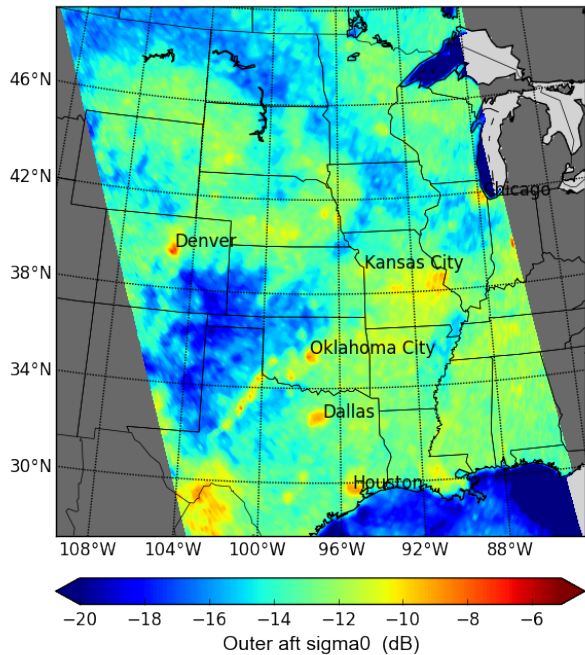 46°N
42°N
38°N
34°N
30°N
Chicago
Denver
Kansas City
Oklahoma City
Dallas
Houston
108°W 104°W 100°W 96°W 92°W 88°W
−20 −18 −16 −14 −12 −10 −8 −6
Outer aft sigma0 (dB)